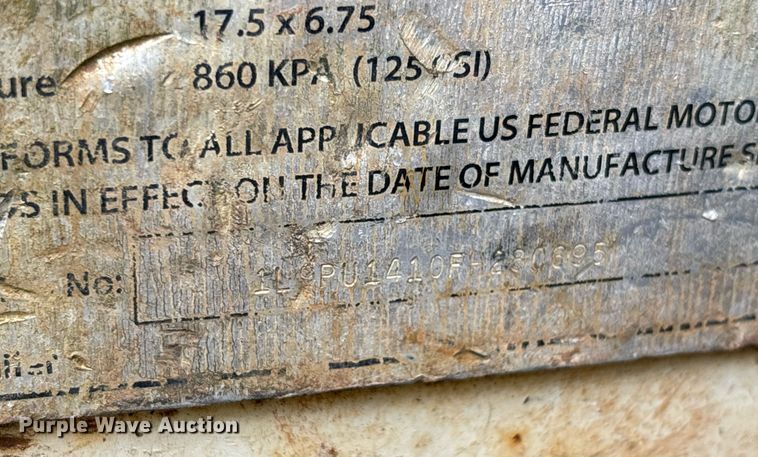 17.5 x 6.75
ure 860 KPA (125 PSI)
FORMS TO ALL APPLICABLE US FEDERAL MOTO
S IN EFFECT ON THE DATE OF MANUFACTURE S
No:
Purple Wave Auction